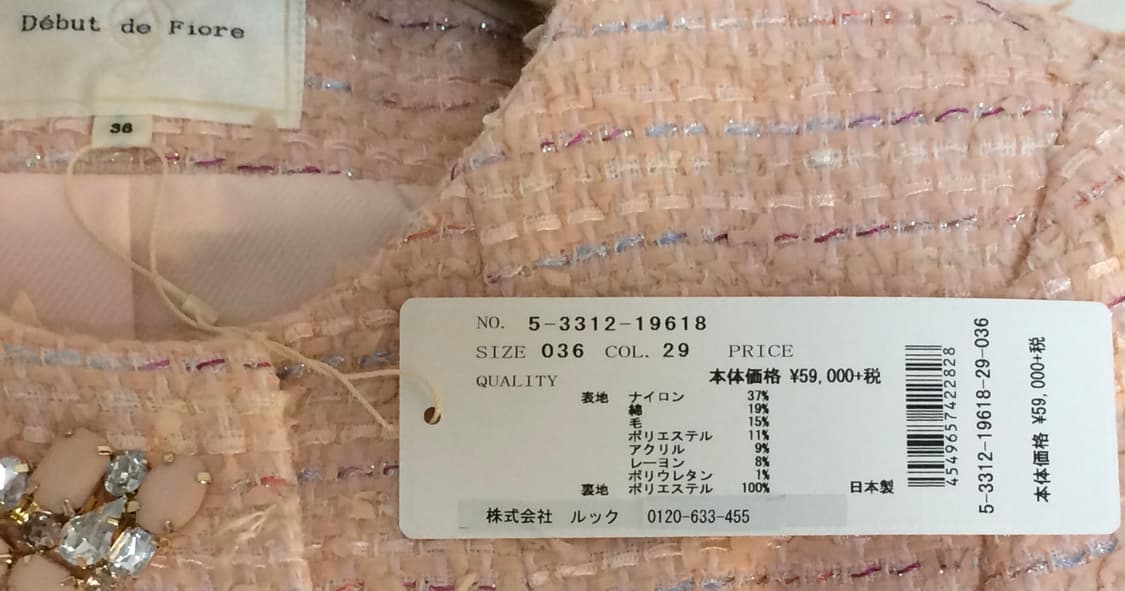 Début de Fiore
36
NO. 5-3312-19618
SIZE 036 COL. 29 PRICE
QUALITY 本体価格 ¥59,000+税
表地 ナイロン 37%
綿 19%
毛 15%
ポリエステル 11%
アクリル 9%
レーヨン 8%
ポリウレタン 1%
裏地 ポリエステル 100% 日本製
株式会社 ルック 0120-633-455
4549657422828
5-3312-19618-29-036
本体価格 ¥59,000+税